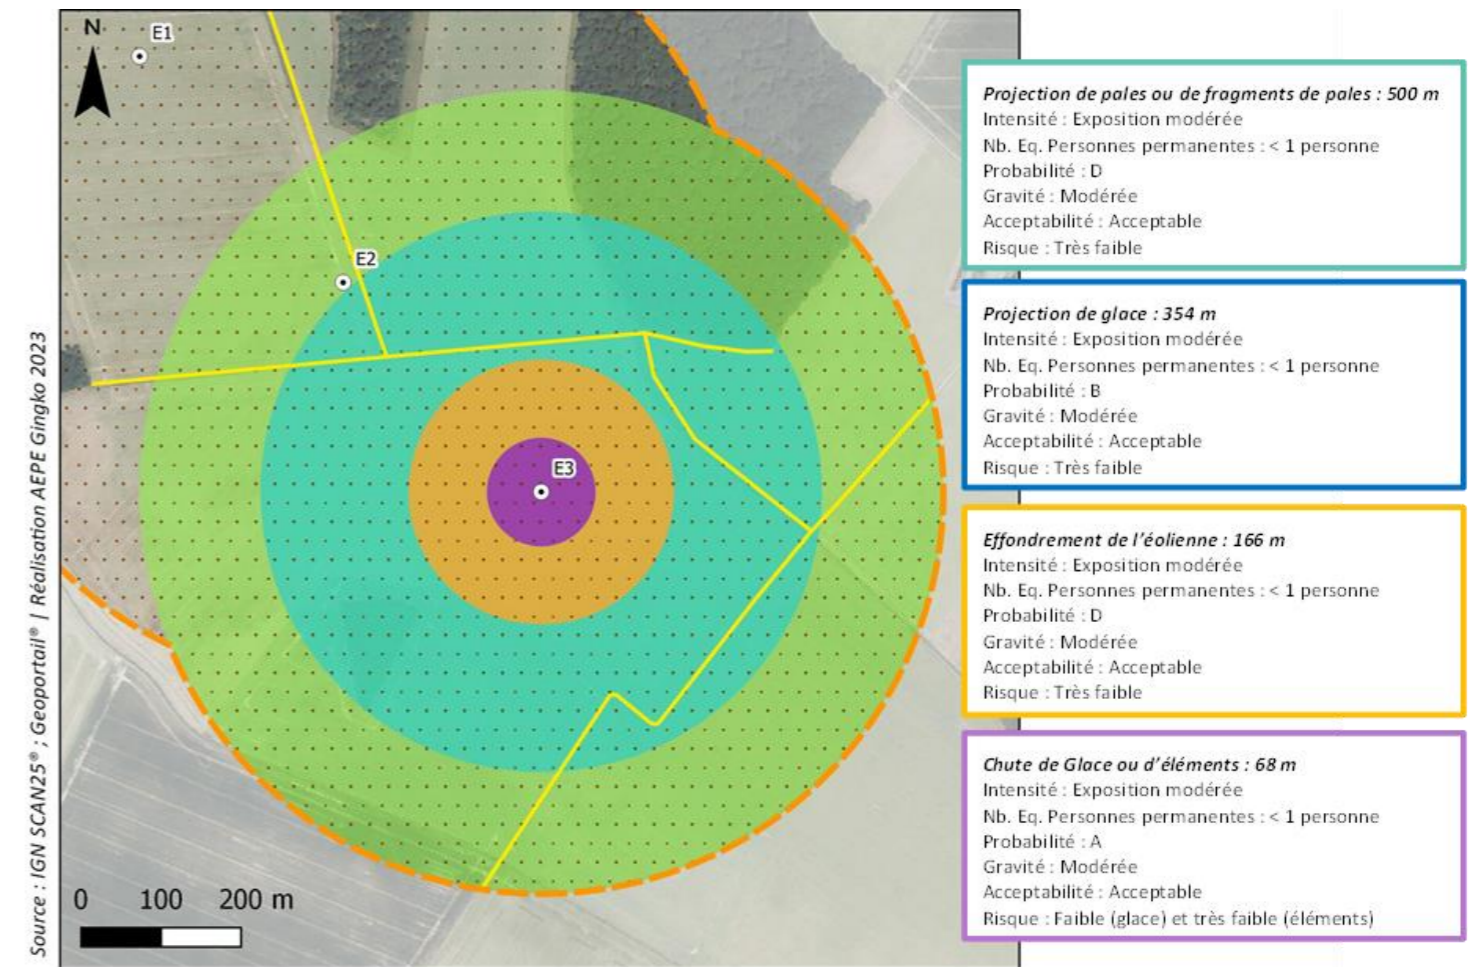 N
E1
E2
E3
0 100 200 m
Source : IGN SCAN25® ; Geoportail® | Réalisation AEPE Gingko 2023
Projection de pales ou de fragments de pales : 500 m
Intensité : Exposition modérée
Nb. Eq. Personnes permanentes : < 1 personne
Probabilité : D
Gravité : Modérée
Acceptabilité : Acceptable
Risque : Très faible
Projection de glace : 354 m
Intensité : Exposition modérée
Nb. Eq. Personnes permanentes : < 1 personne
Probabilité : B
Gravité : Modérée
Acceptabilité : Acceptable
Risque : Très faible
Effondrement de l'éolienne : 166 m
Intensité : Exposition modérée
Nb. Eq. Personnes permanentes : < 1 personne
Probabilité : D
Gravité : Modérée
Acceptabilité : Acceptable
Risque : Très faible
Chute de Glace ou d'éléments : 68 m
Intensité : Exposition modérée
Nb. Eq. Personnes permanentes : < 1 personne
Probabilité : A
Gravité : Modérée
Acceptabilité : Acceptable
Risque : Faible (glace) et très faible (éléments)